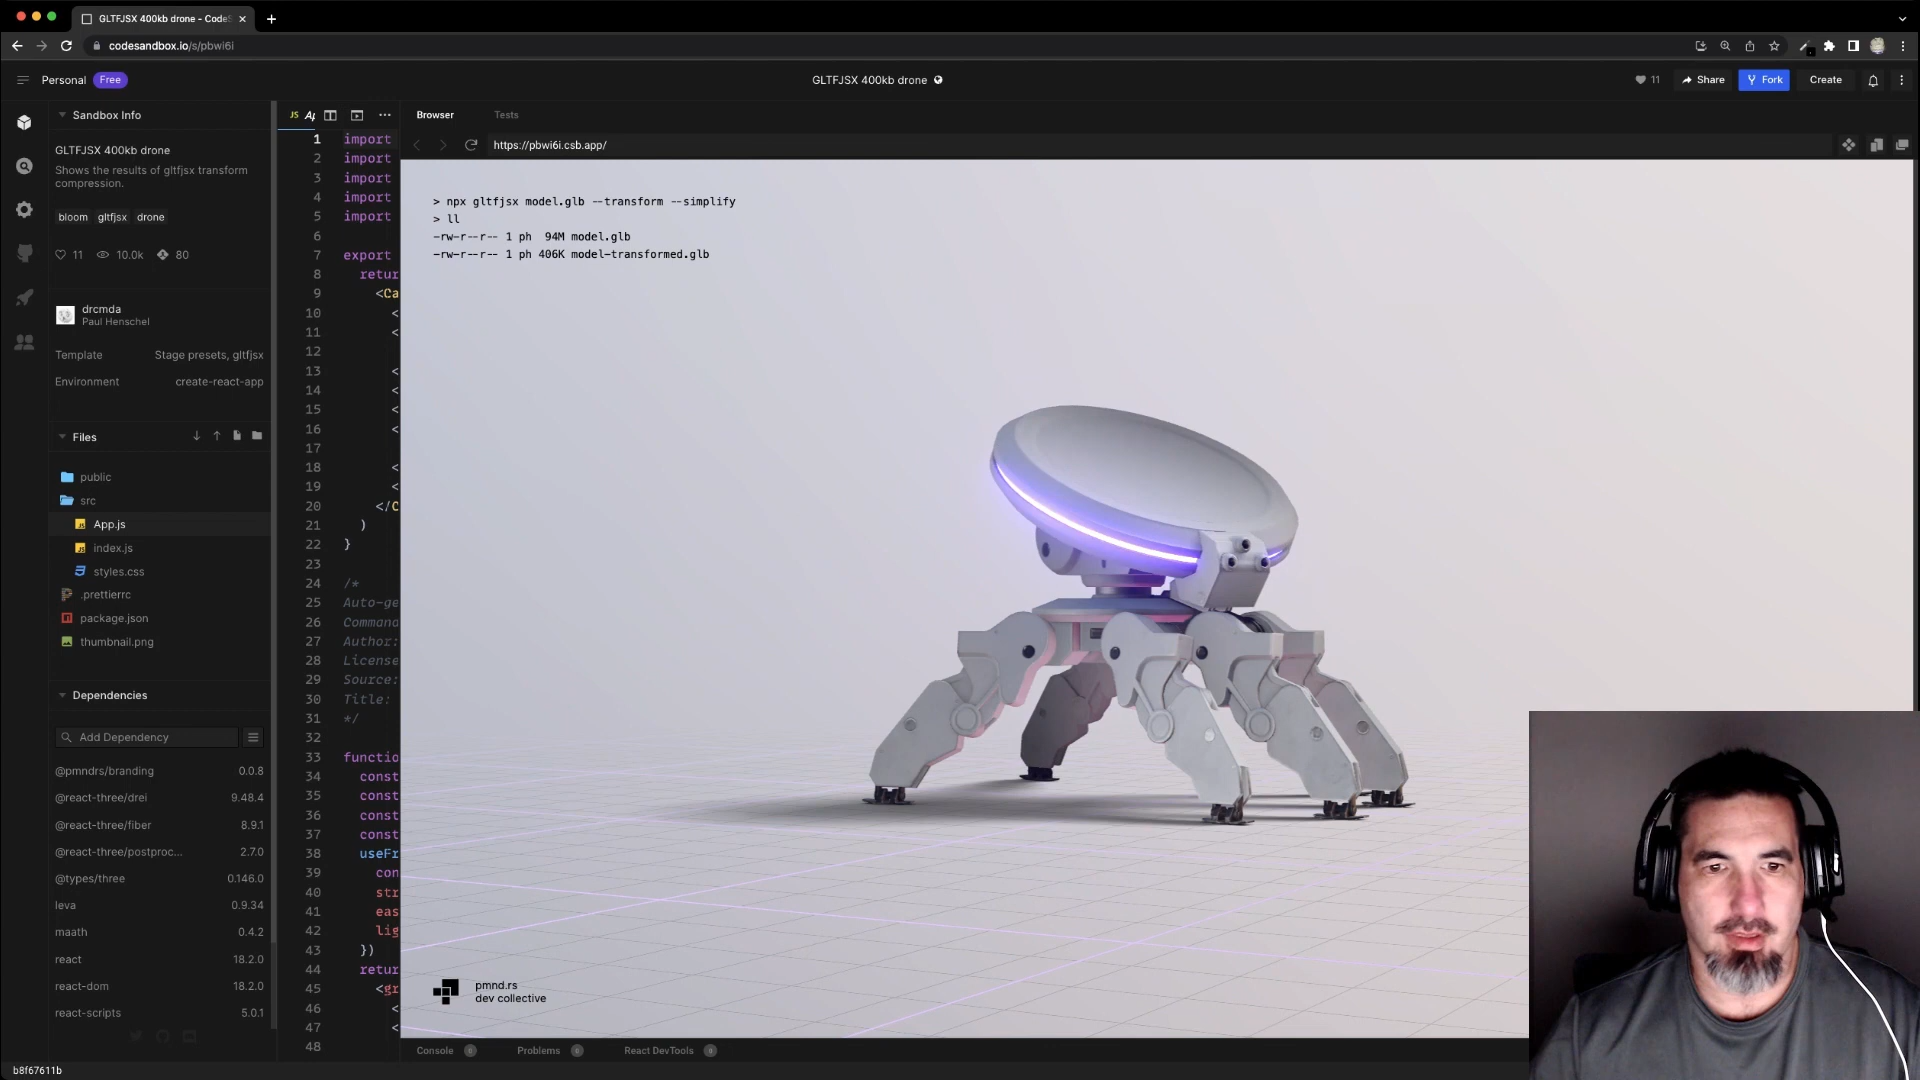 GLTFJSX 400kb drone - CodeS
codesandbox.io/s/pbwi6i
Personal Free
GLTFJSX 400kb drone
11
Share
Fork
Create
Sandbox Info
GLTFJSX 400kb drone
Shows the results of gltfjsx transform
compression.
bloom gltfjsx drone
11 10.0k 80
drcmda
Paul Henschel
Template Stage presets, gltfjsx
Environment create-react-app
Files
public
src
JS App.js
JS index.js
styles.css
.prettierrc
package.json
thumbnail.png
Dependencies
Add Dependency
@pmndrs/branding 0.0.8
@react-three/drei 9.48.4
@react-three/fiber 8.9.1
@react-three/postproc... 2.7.0
@types/three 0.146.0
leva 0.9.34
maath 0.4.2
react 18.2.0
react-dom 18.2.0
react-scripts 5.0.1
b8f67611b
JS Ap
1 import
2 import
3 import
4 import
5 import
6
7 export
8 retur
9 <Ca
10 <
11 <
12
13 <
14 <
15 <
16 <
17
18 <
19 <
20 </C
21 )
22 }
23
24 /*
25 Auto-ge
26 Command
27 Author:
28 License
29 Source:
30 Title:
31 */
32
33 functio
34 const
35 const
36 const
37 const
38 useFr
39 con
40 str
41 eas
42 lig
43 })
44 retur
45 <gr
46 <
47 <
48
Browser Tests
https://pbwi6i.csb.app/
> npx gltfjsx model.glb --transform --simplify
> ll
-rw-r--r-- 1 ph 94M model.glb
-rw-r--r-- 1 ph 406K model-transformed.glb
pmnd.rs
dev collective
Console 0 Problems 0 React DevTools 0